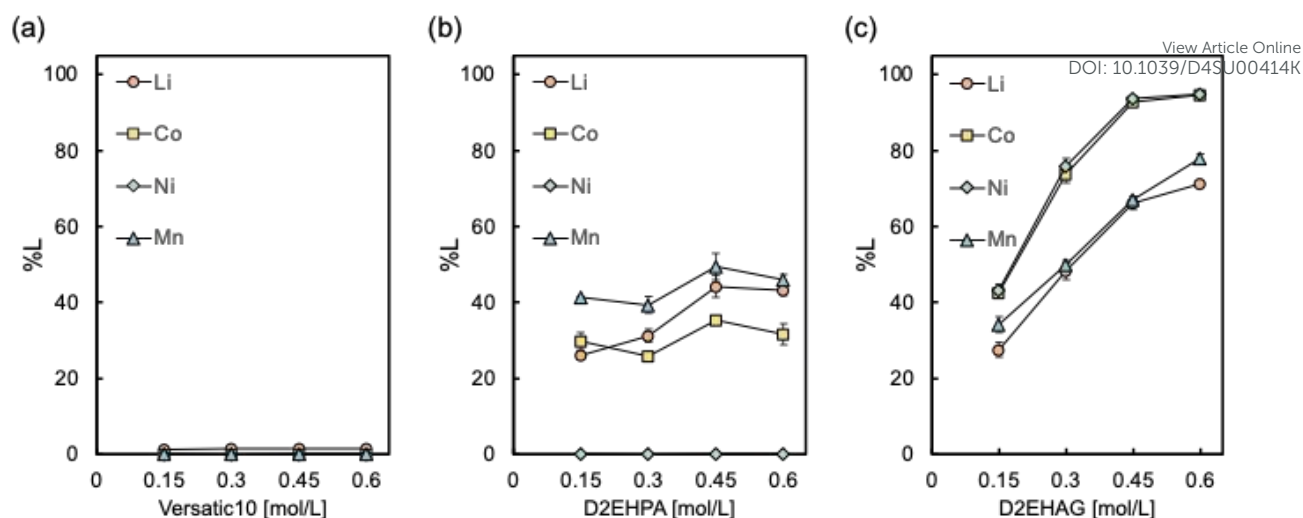 (a)
(b)
(c)
View Article Online
DOI: 10.1039/D4SU00414K
100
80
60
40
20
0
%L
Li
Co
Ni
Mn
0 0.15 0.3 0.45 0.6
Versatic10 [mol/L]
100
80
60
40
20
0
%L
Li
Co
Ni
Mn
0 0.15 0.3 0.45 0.6
D2EHPA [mol/L]
100
80
60
40
20
0
%L
Li
Co
Ni
Mn
0 0.15 0.3 0.45 0.6
D2EHAG [mol/L]